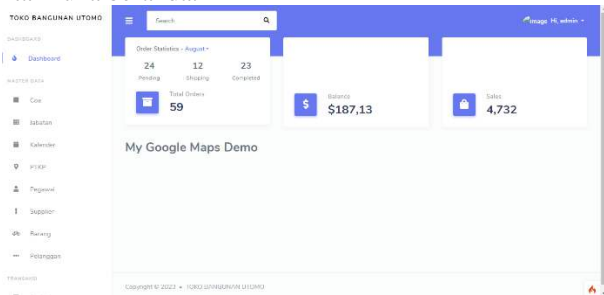 TOKO BANGUNAN UTOMO
Search
image Hi, admin
DASHBOARD
Dashboard
MASTER DATA
Coa
Jabatan
Kalender
PTKP
Pegawai
Supplier
Barang
Pelanggan
TRANSAKSI
Order Statistics - August
24 12 23
Pending Shipping Completed
Total Orders
59
Balance
$187,13
Sales
4,732
My Google Maps Demo
Copyright © 2023 • TOKO BANGUNAN UTOMO